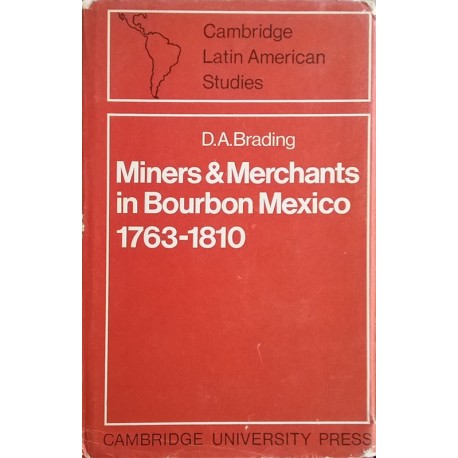 Cambridge
Latin American
Studies
D.A.Brading
Miners & Merchants
in Bourbon Mexico
1763-1810
CAMBRIDGE UNIVERSITY PRESS